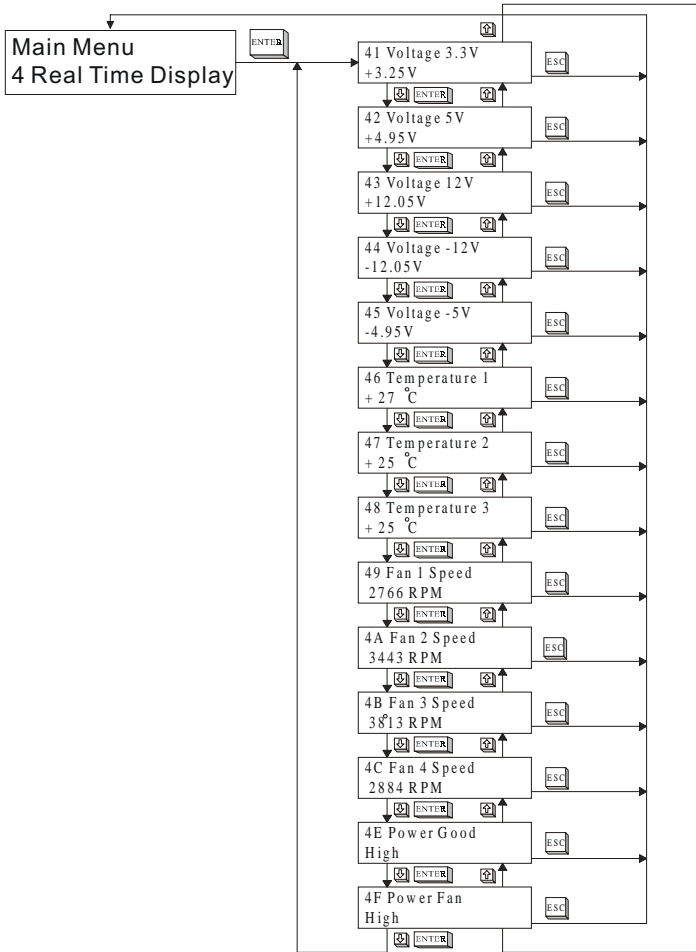 Main Menu
4 Real Time Display
ENTER
41 Voltage 3.3V
+3.25V
ESC
ENTER
42 Voltage 5V
+4.95V
ESC
ENTER
43 Voltage 12V
+12.05V
ESC
ENTER
44 Voltage -12V
-12.05V
ESC
ENTER
45 Voltage -5V
-4.95V
ESC
ENTER
46 Temperature 1
+27 °C
ESC
ENTER
47 Temperature 2
+25 °C
ESC
ENTER
48 Temperature 3
+25 °C
ESC
ENTER
49 Fan 1 Speed
2766 RPM
ESC
ENTER
4A Fan 2 Speed
3443 RPM
ESC
ENTER
4B Fan 3 Speed
3813 RPM
ESC
ENTER
4C Fan 4 Speed
2884 RPM
ESC
ENTER
4E Power Good
High
ESC
ENTER
4F Power Fan
High
ESC
ENTER